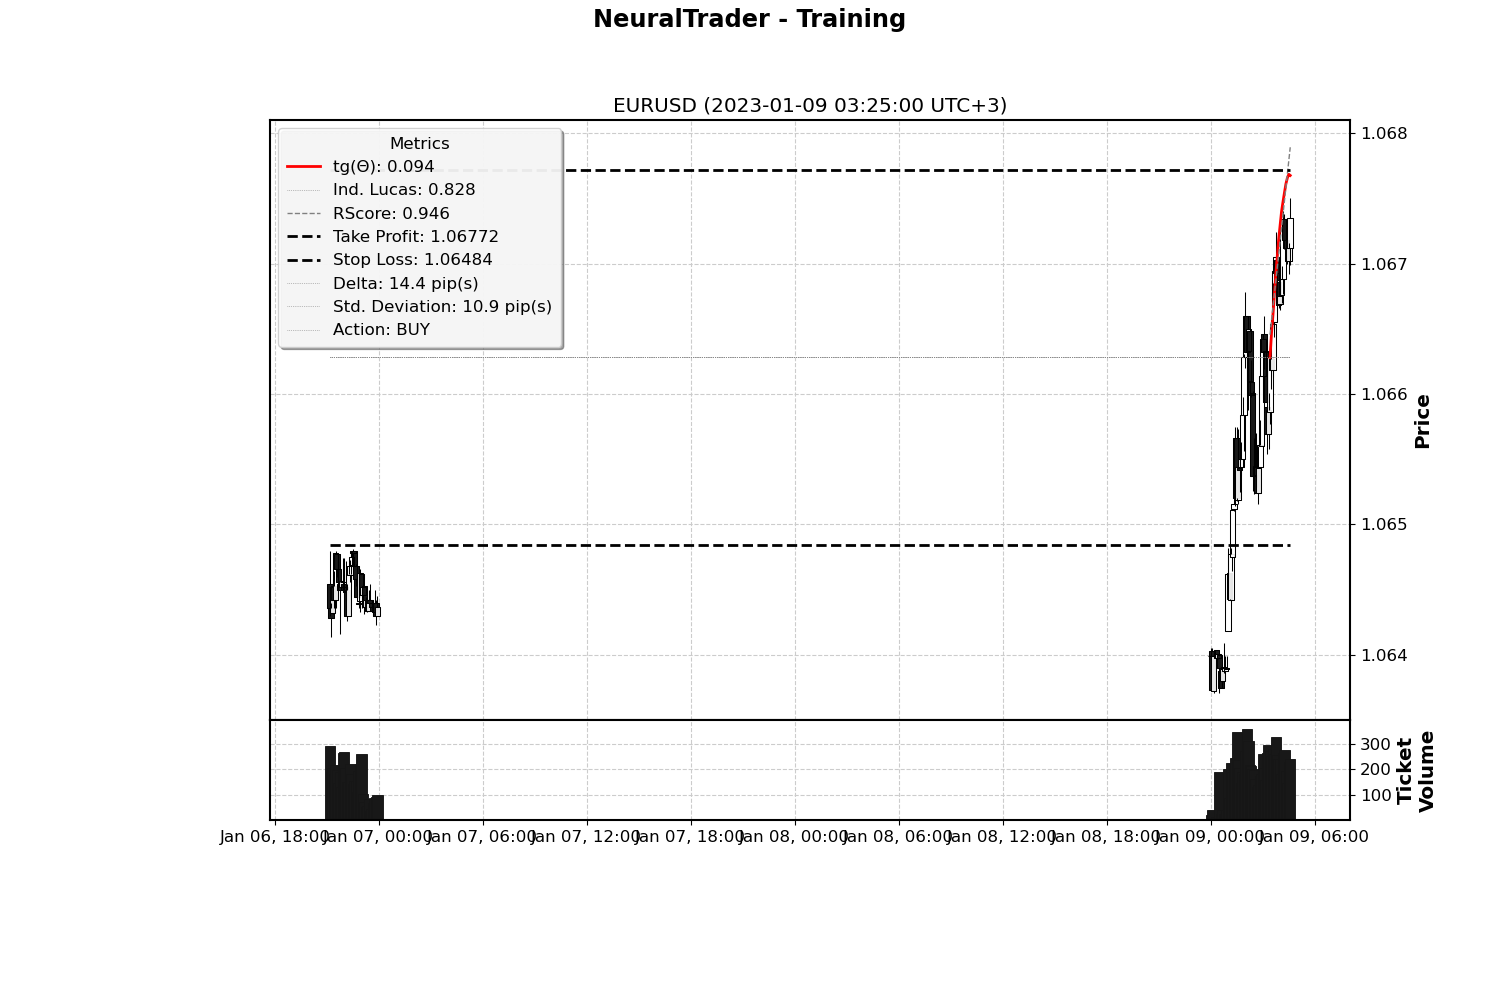 NeuralTrader - Training
EURUSD (2023-01-09 03:25:00 UTC+3)
Metrics
tg(Θ): 0.094
Ind. Lucas: 0.828
RScore: 0.946
Take Profit: 1.06772
Stop Loss: 1.06484
Delta: 14.4 pip(s)
Std. Deviation: 10.9 pip(s)
Action: BUY
1.068
1.067
1.066
1.065
1.064
Price
300
200
100
Ticket
Volume
Jan 06, 18:00
Jan 07, 00:00
Jan 07, 06:00
Jan 07, 12:00
Jan 07, 18:00
Jan 08, 00:00
Jan 08, 06:00
Jan 08, 12:00
Jan 08, 18:00
Jan 09, 00:00
Jan 09, 06:00